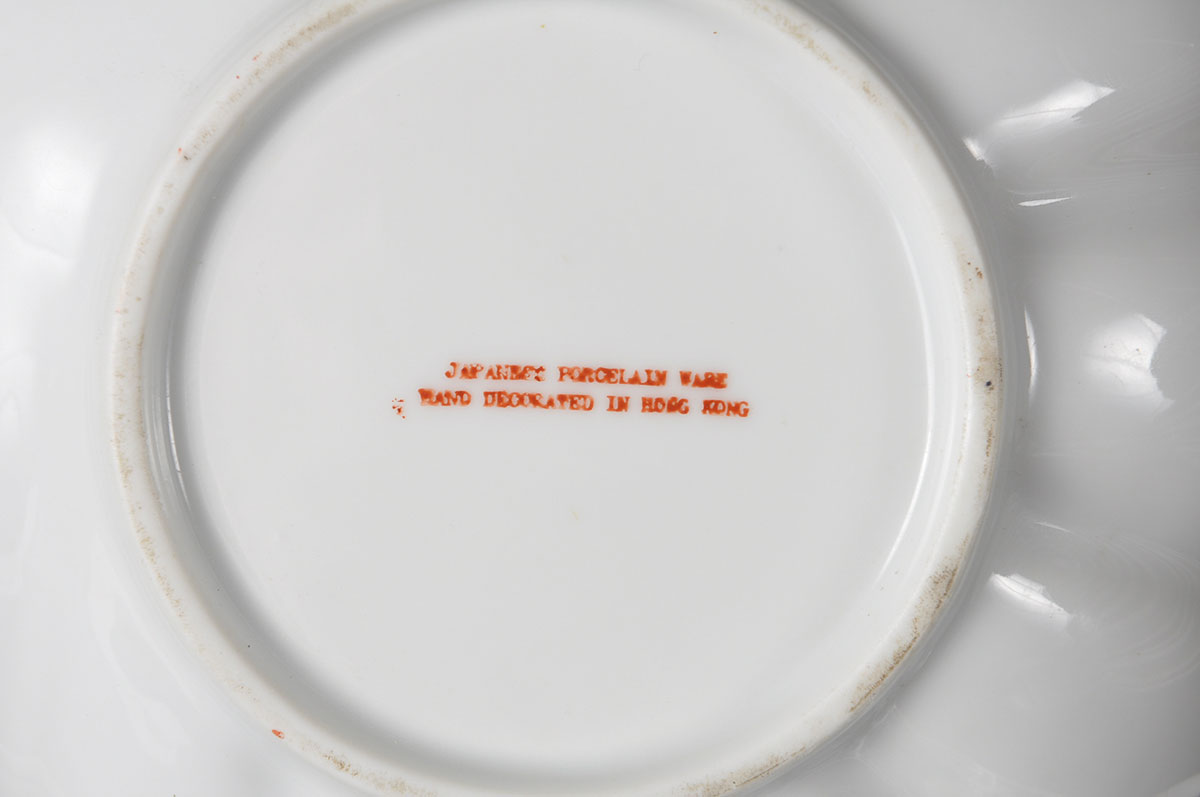 JAPANESE PORCELAIN WARE
HAND DECORATED IN HONG KONG